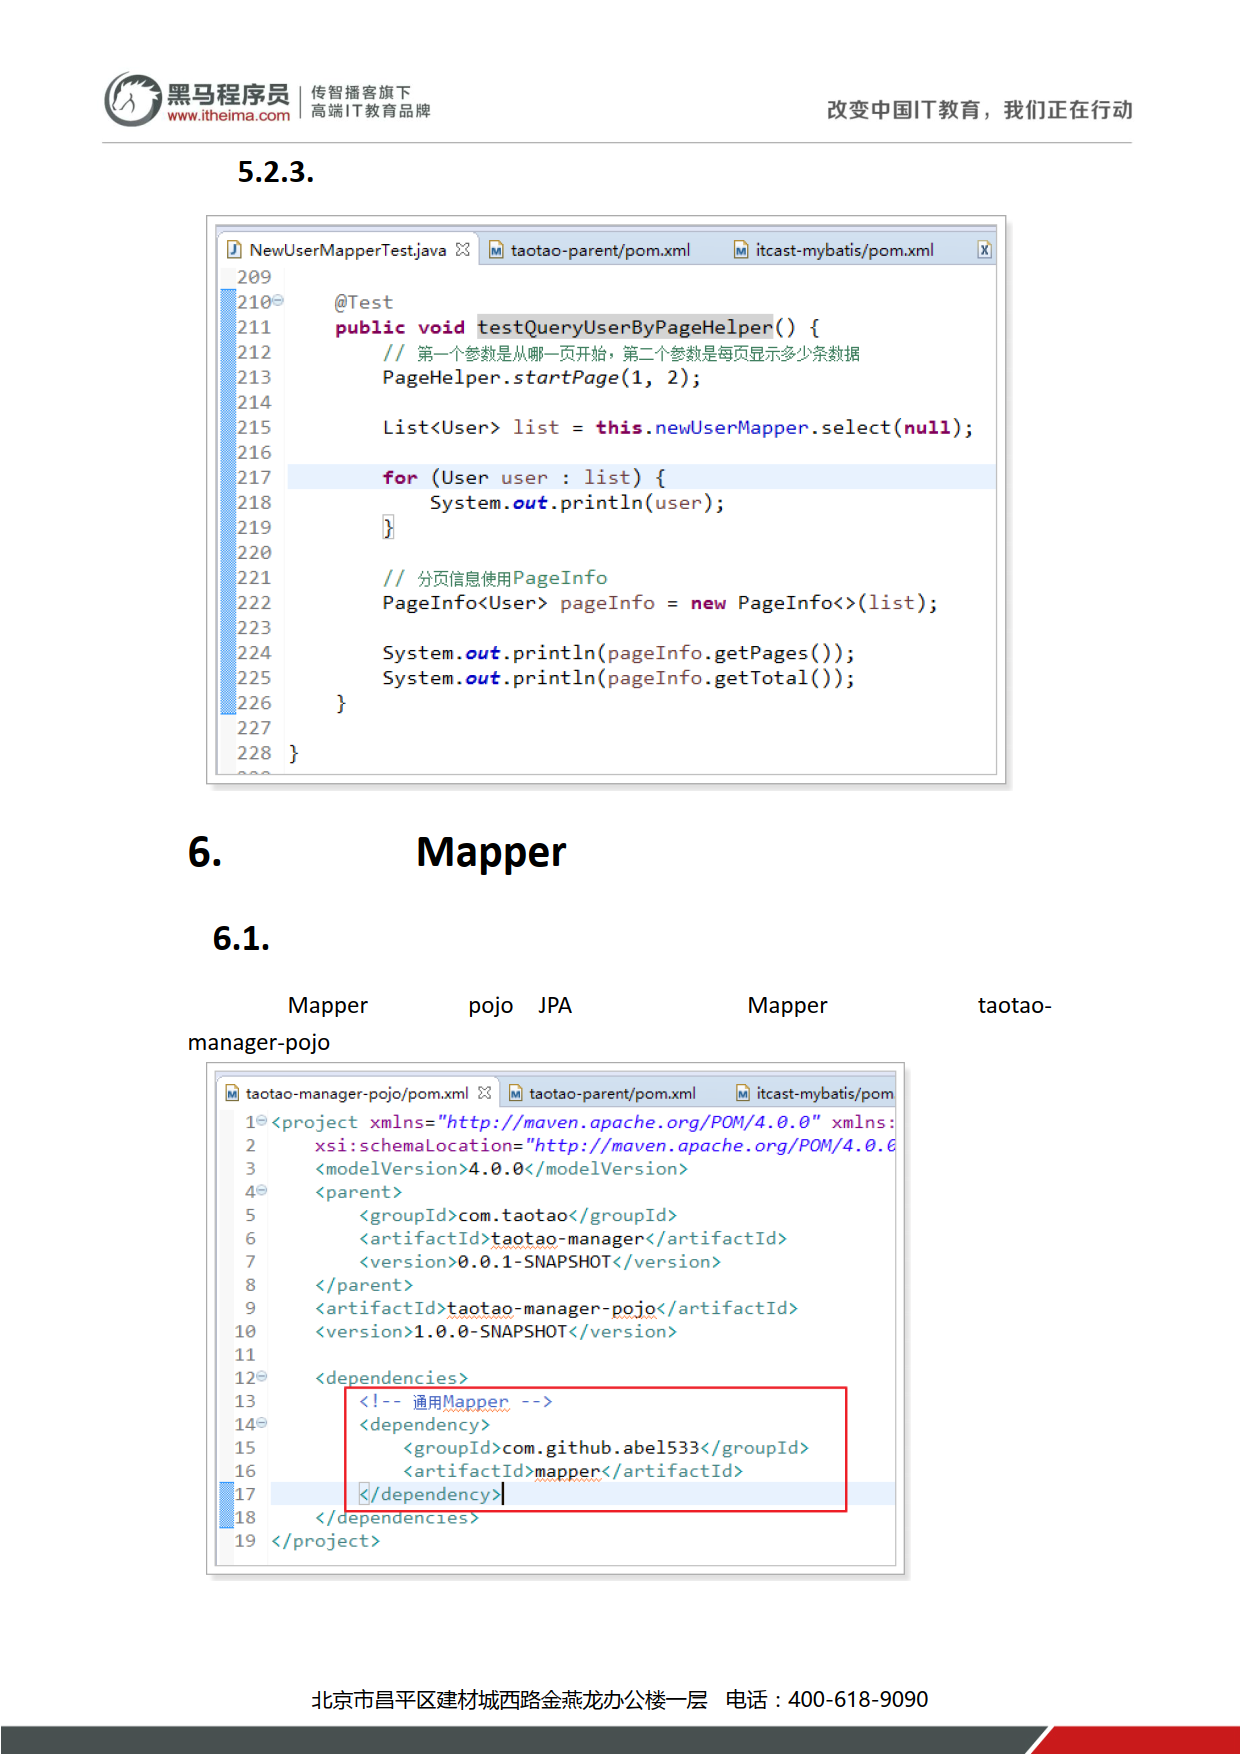 黑马程序员
www.itheima.com
传智播客旗下
高端IT教育品牌
改变中国IT教育，我们正在行动
5.2.3.
NewUserMapperTest.java taotao-parent/pom.xml itcast-mybatis/pom.xml
209
210 @Test
211 public void testQueryUserByPageHelper() {
212 // 第一个参数是从哪一页开始，第二个参数是每页显示多少条数据
213 PageHelper.startPage(1, 2);
214
215 List<User> list = this.newUserMapper.select(null);
216
217 for (User user : list) {
218 System.out.println(user);
219 }
220
221 // 分页信息使用PageInfo
222 PageInfo<User> pageInfo = new PageInfo<>(list);
223
224 System.out.println(pageInfo.getPages());
225 System.out.println(pageInfo.getTotal());
226 }
227
228 }
6. Mapper
6.1.
Mapper pojo JPA Mapper taotao-
manager-pojo
taotao-manager-pojo/pom.xml taotao-parent/pom.xml itcast-mybatis/pom.
1 <project xmlns="http://maven.apache.org/POM/4.0.0" xmlns:
2 xsi:schemaLocation="http://maven.apache.org/POM/4.0.0
3 <modelVersion>4.0.0</modelVersion>
4 <parent>
5 <groupId>com.taotao</groupId>
6 <artifactId>taotao-manager</artifactId>
7 <version>0.0.1-SNAPSHOT</version>
8 </parent>
9 <artifactId>taotao-manager-pojo</artifactId>
10 <version>1.0.0-SNAPSHOT</version>
11
12 <dependencies>
13 <!-- 通用Mapper -->
14 <dependency>
15 <groupId>com.github.abel533</groupId>
16 <artifactId>mapper</artifactId>
17 </dependency>
18 </dependencies>
19 </project>
北京市昌平区建材城西路金燕龙办公楼一层 电话：400-618-9090